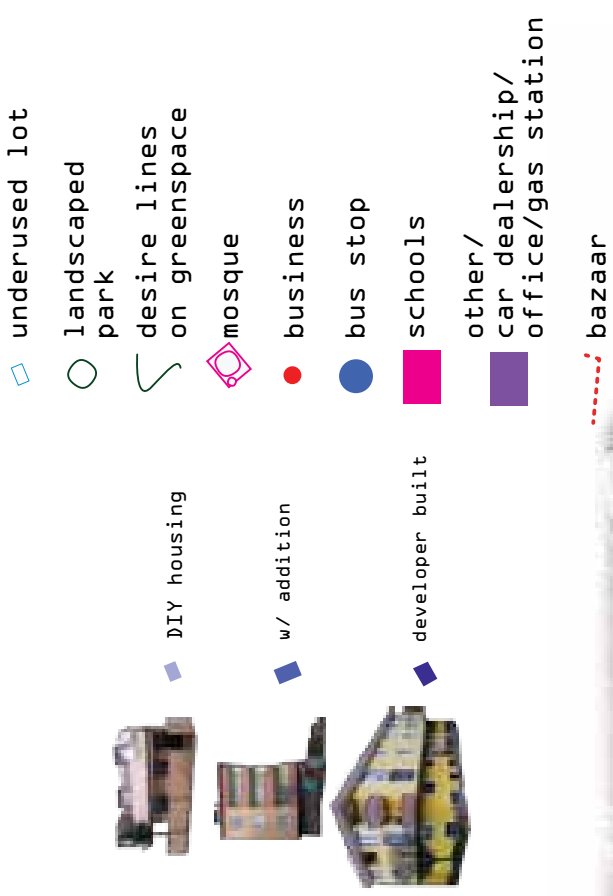 underused lot
landscaped
park
desire lines
on greenspace
mosque
business
bus stop
schools
other/
car dealership/
office/gas station
bazaar
DIY housing
w/ addition
developer built